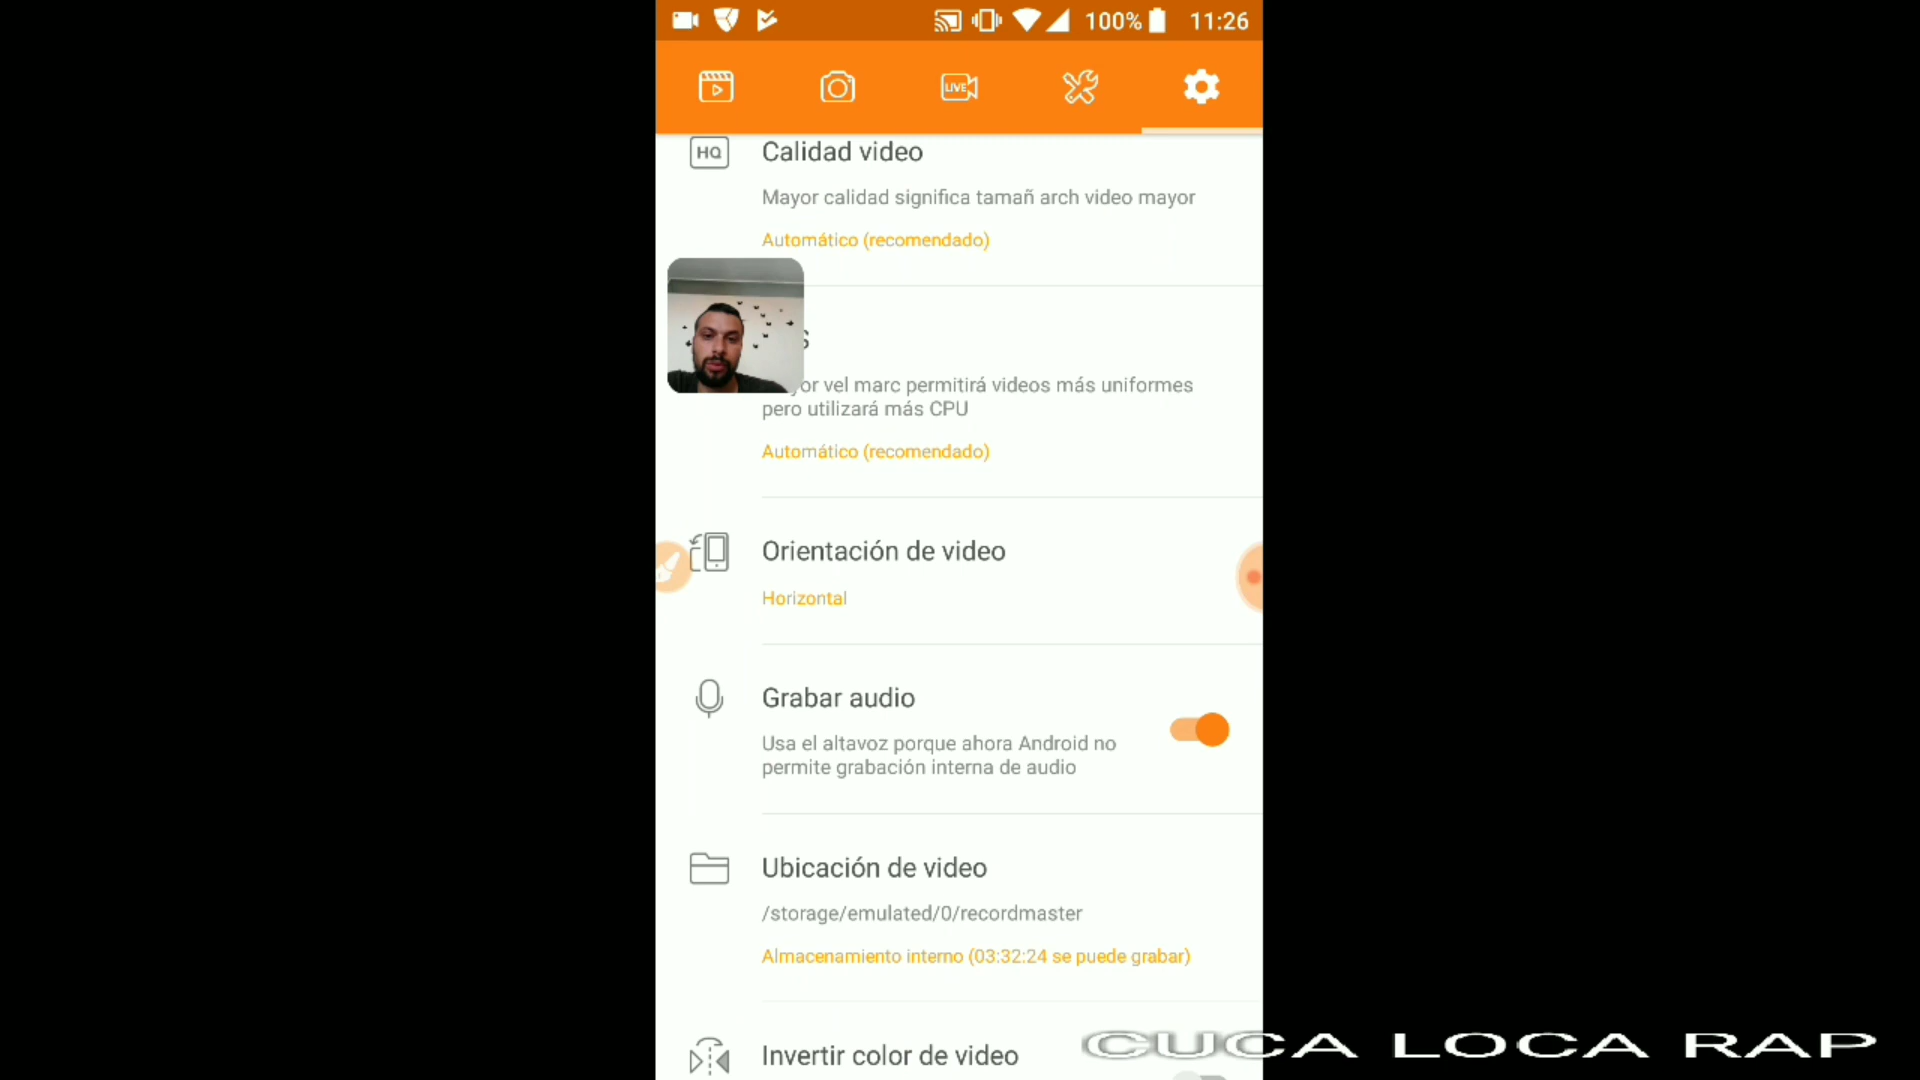 100% 11:26
LIVE
HQ Calidad video
Mayor calidad significa tamañ arch video mayor
Automático (recomendado)
or vel marc permitirá videos más uniformes
pero utilizará más CPU
Automático (recomendado)
Orientación de video
Horizontal
Grabar audio
Usa el altavoz porque ahora Android no
permite grabación interna de audio
Ubicación de video
/storage/emulated/0/recordmaster
Almacenamiento interno (03:32:24 se puede grabar)
Invertir color de video
CUCA LOCA RAP